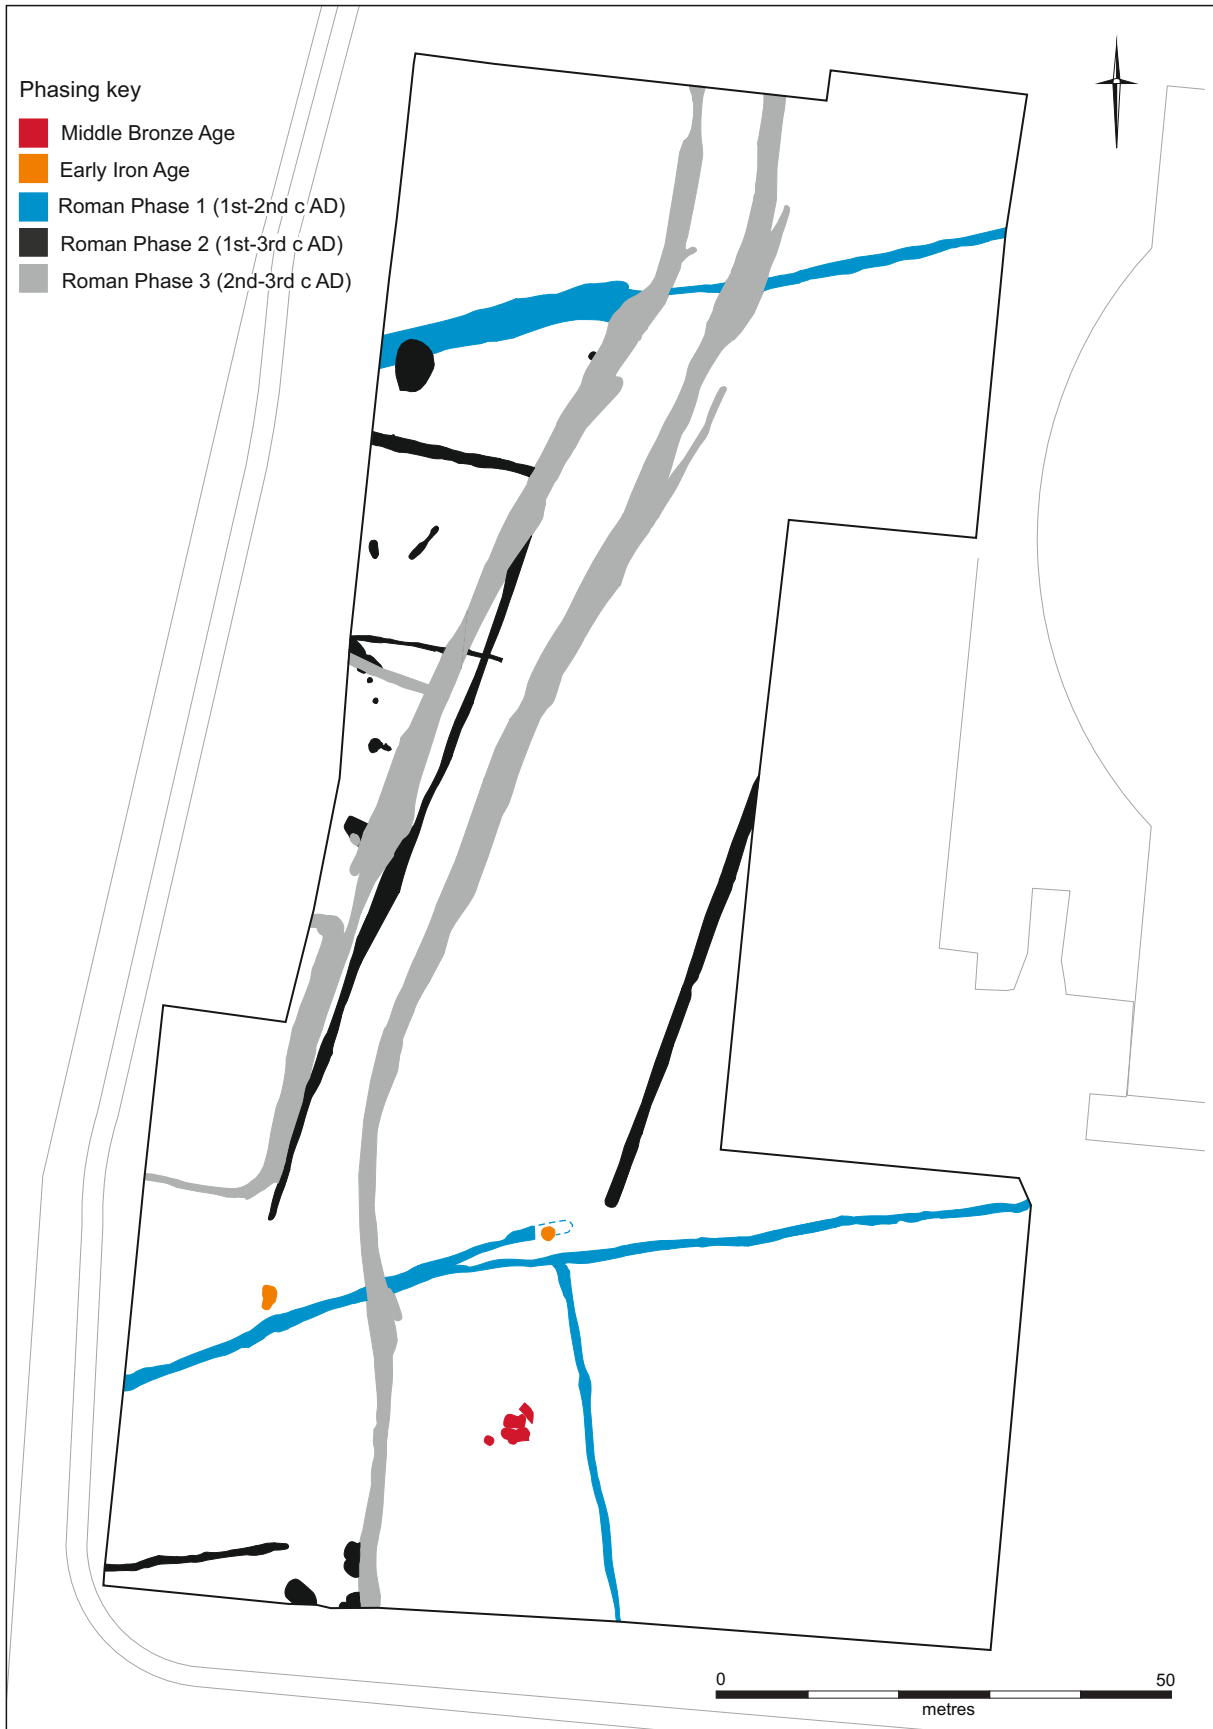 Phasing key
Middle Bronze Age
Early Iron Age
Roman Phase 1 (1st-2nd c AD)
Roman Phase 2 (1st-3rd c AD)
Roman Phase 3 (2nd-3rd c AD)
0 50
metres